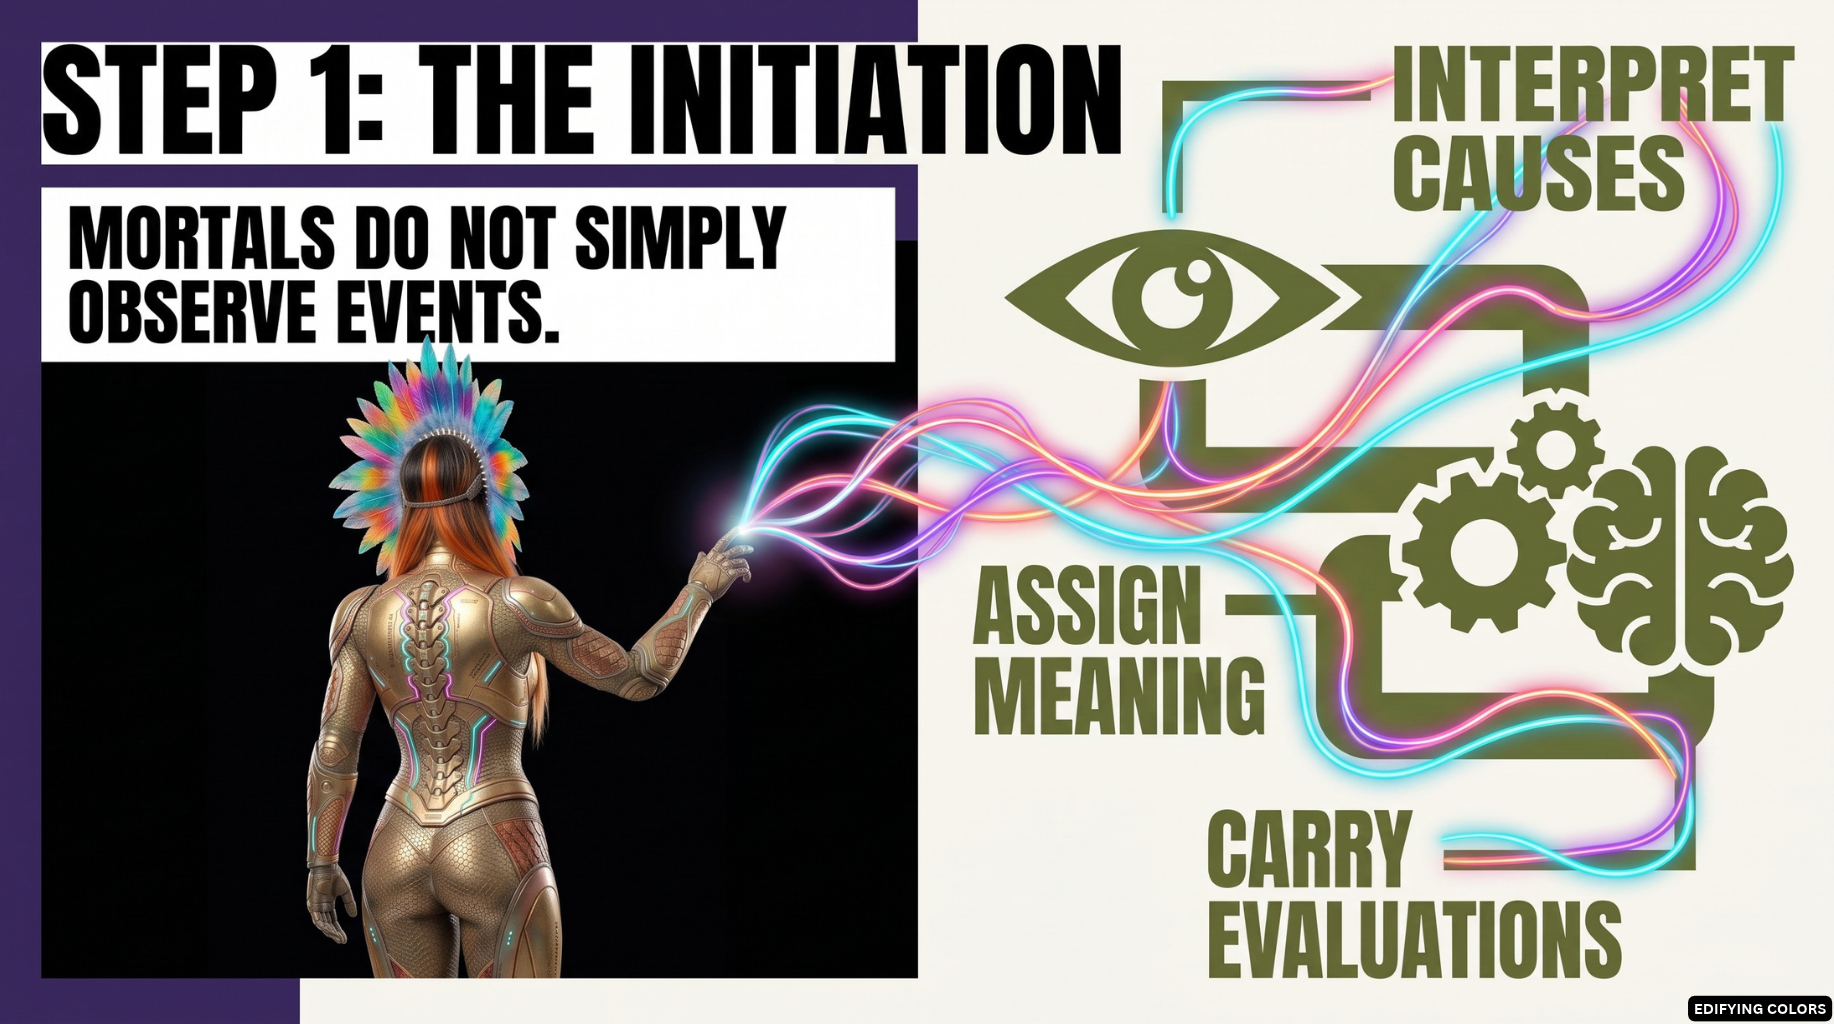 STEP 1: THE INITIATION
MORTALS DO NOT SIMPLY
OBSERVE EVENTS.
INTERPRET
CAUSES
ASSIGN
MEANING
CARRY
EVALUATIONS
EDIFYING COLORS